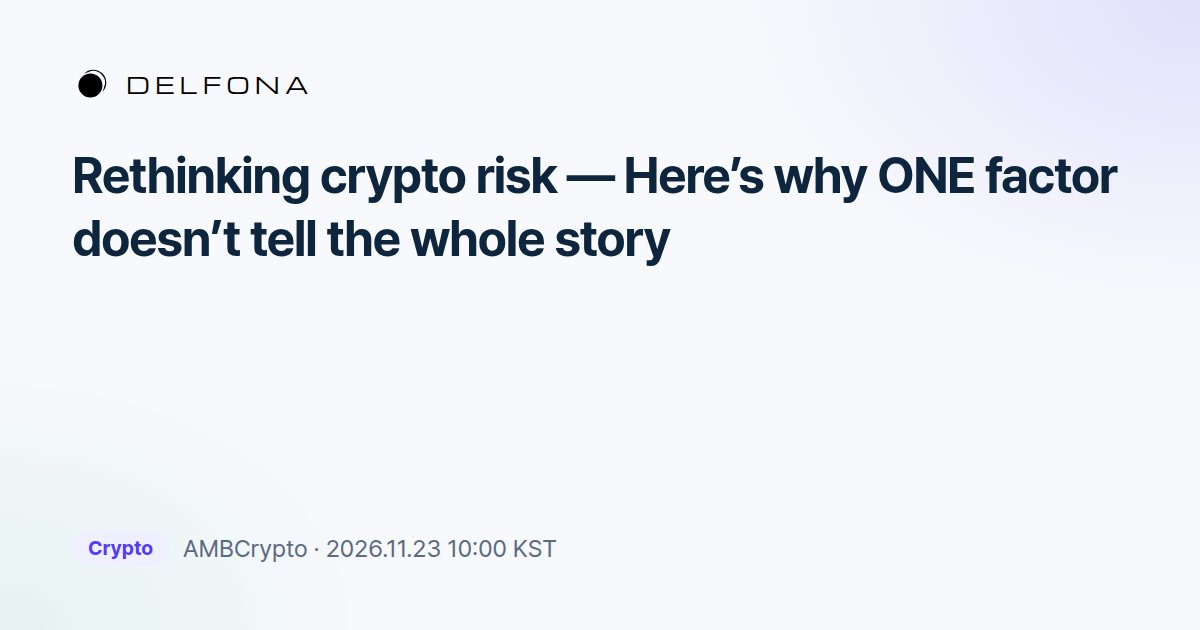 DELFONA
Rethinking crypto risk — Here’s why ONE factor
doesn’t tell the whole story
Crypto AMBCrypto · 2026.11.23 10:00 KST